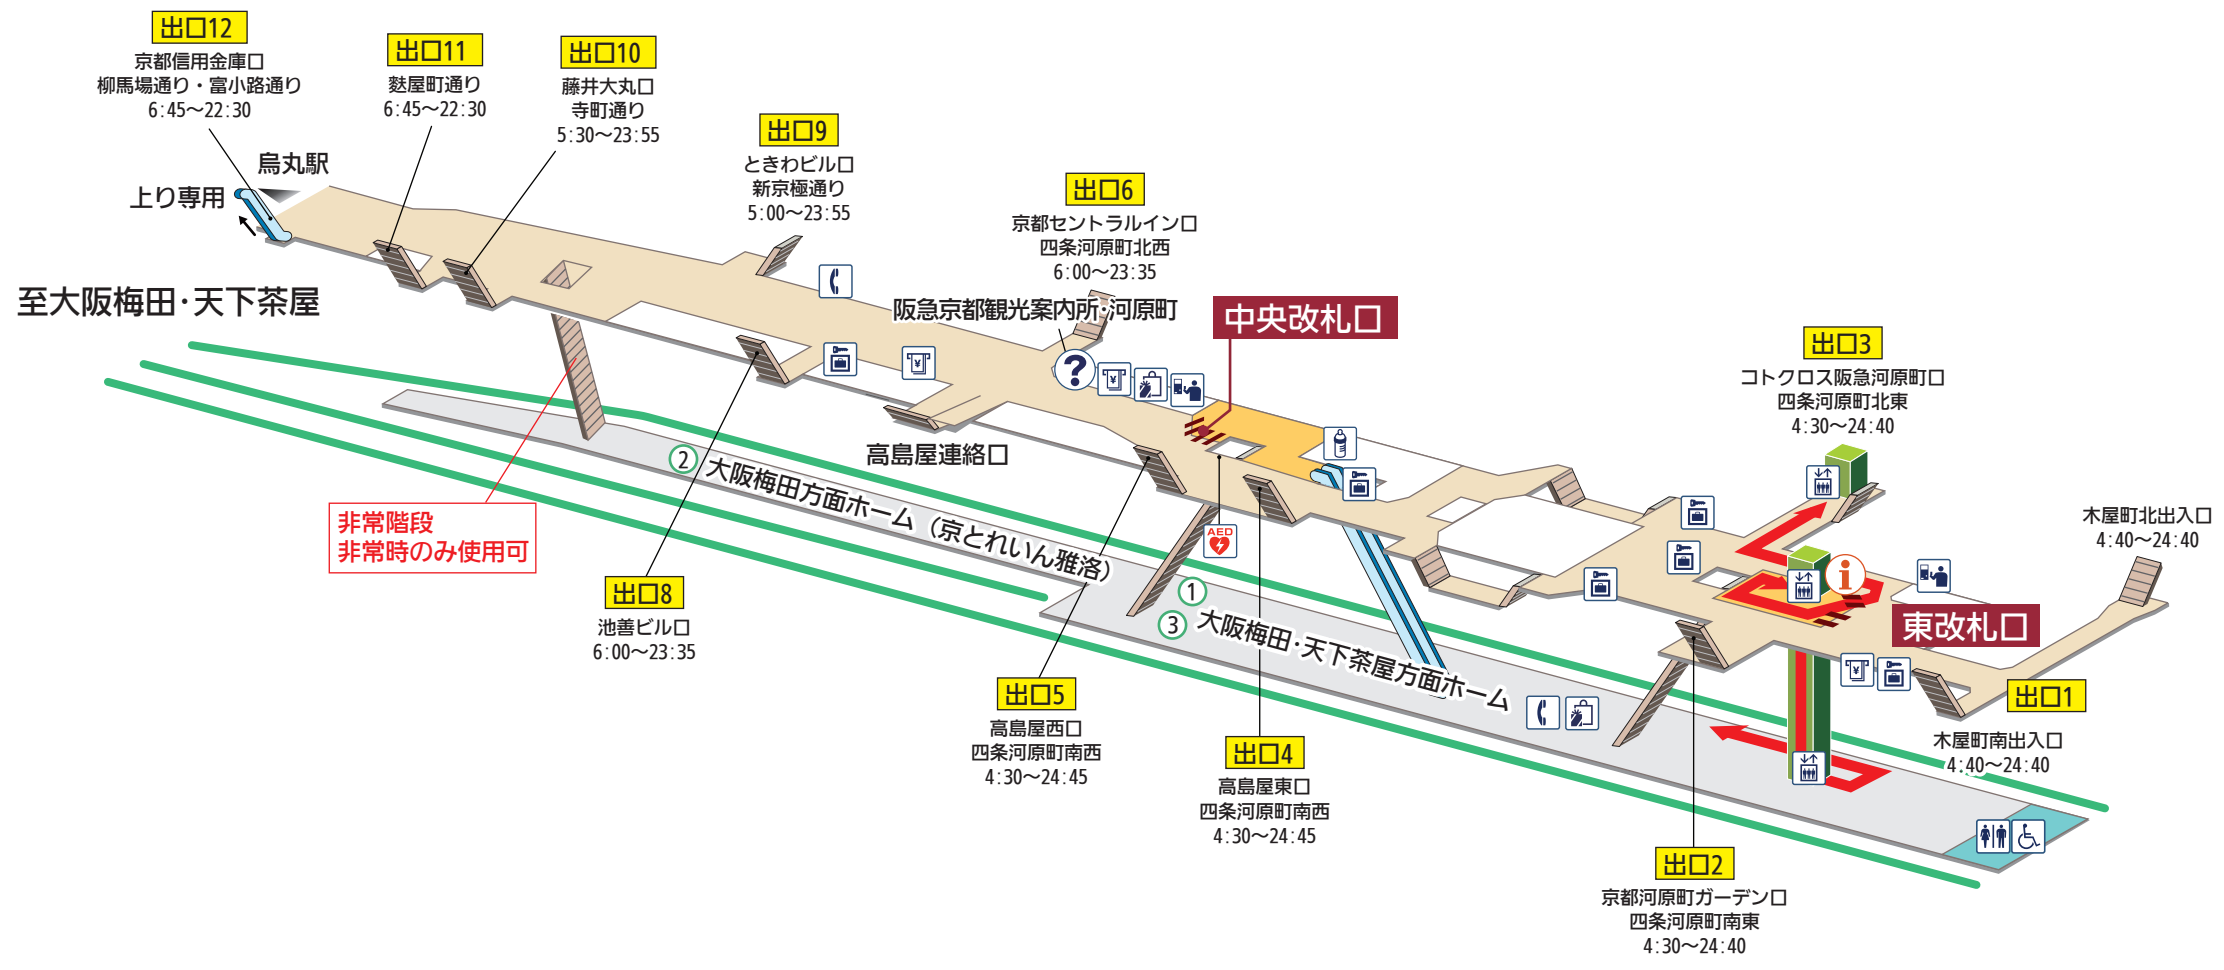 出口12
京都信用金庫口
柳馬場通り・富小路通り
6:45〜22:30
出口11
麩屋町通り
6:45〜22:30
出口10
藤井大丸口
寺町通り
5:30〜23:55
出口9
ときわビル口
新京極通り
5:00〜23:55
出口6
京都セントラルイン口
四条河原町北西
6:00〜23:35
烏丸駅
上り専用
至大阪梅田・天下茶屋
阪急京都観光案内所・河原町
?
¥
¥
中央改札口
出口3
コトクロス阪急河原町口
四条河原町北東
4:30〜24:40
木屋町北出入口
4:40〜24:40
高島屋連絡口
② 大阪梅田方面ホーム（京とれいん雅洛）
非常階段
非常時のみ使用可
AED
出口8
池善ビル口
6:00〜23:35
①
③ 大阪梅田・天下茶屋方面ホーム
i
東改札口
¥
出口1
木屋町南出入口
4:40〜24:40
出口5
高島屋西口
四条河原町南西
4:30〜24:45
出口4
高島屋東口
四条河原町南西
4:30〜24:45
出口2
京都河原町ガーデン口
四条河原町南東
4:30〜24:40